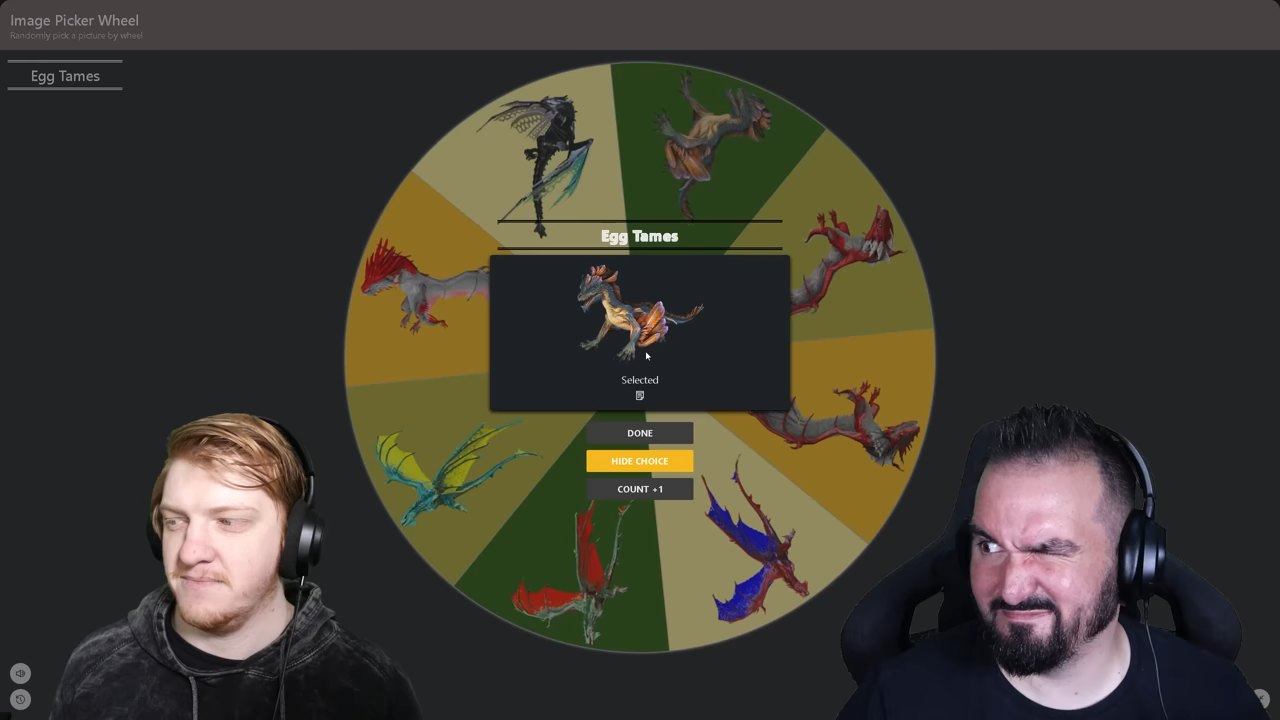 Image Picker Wheel
Randomly pick a picture by wheel
Egg Tames
Egg Tames
Selected
DONE
HIDE CHOICE
COUNT +1